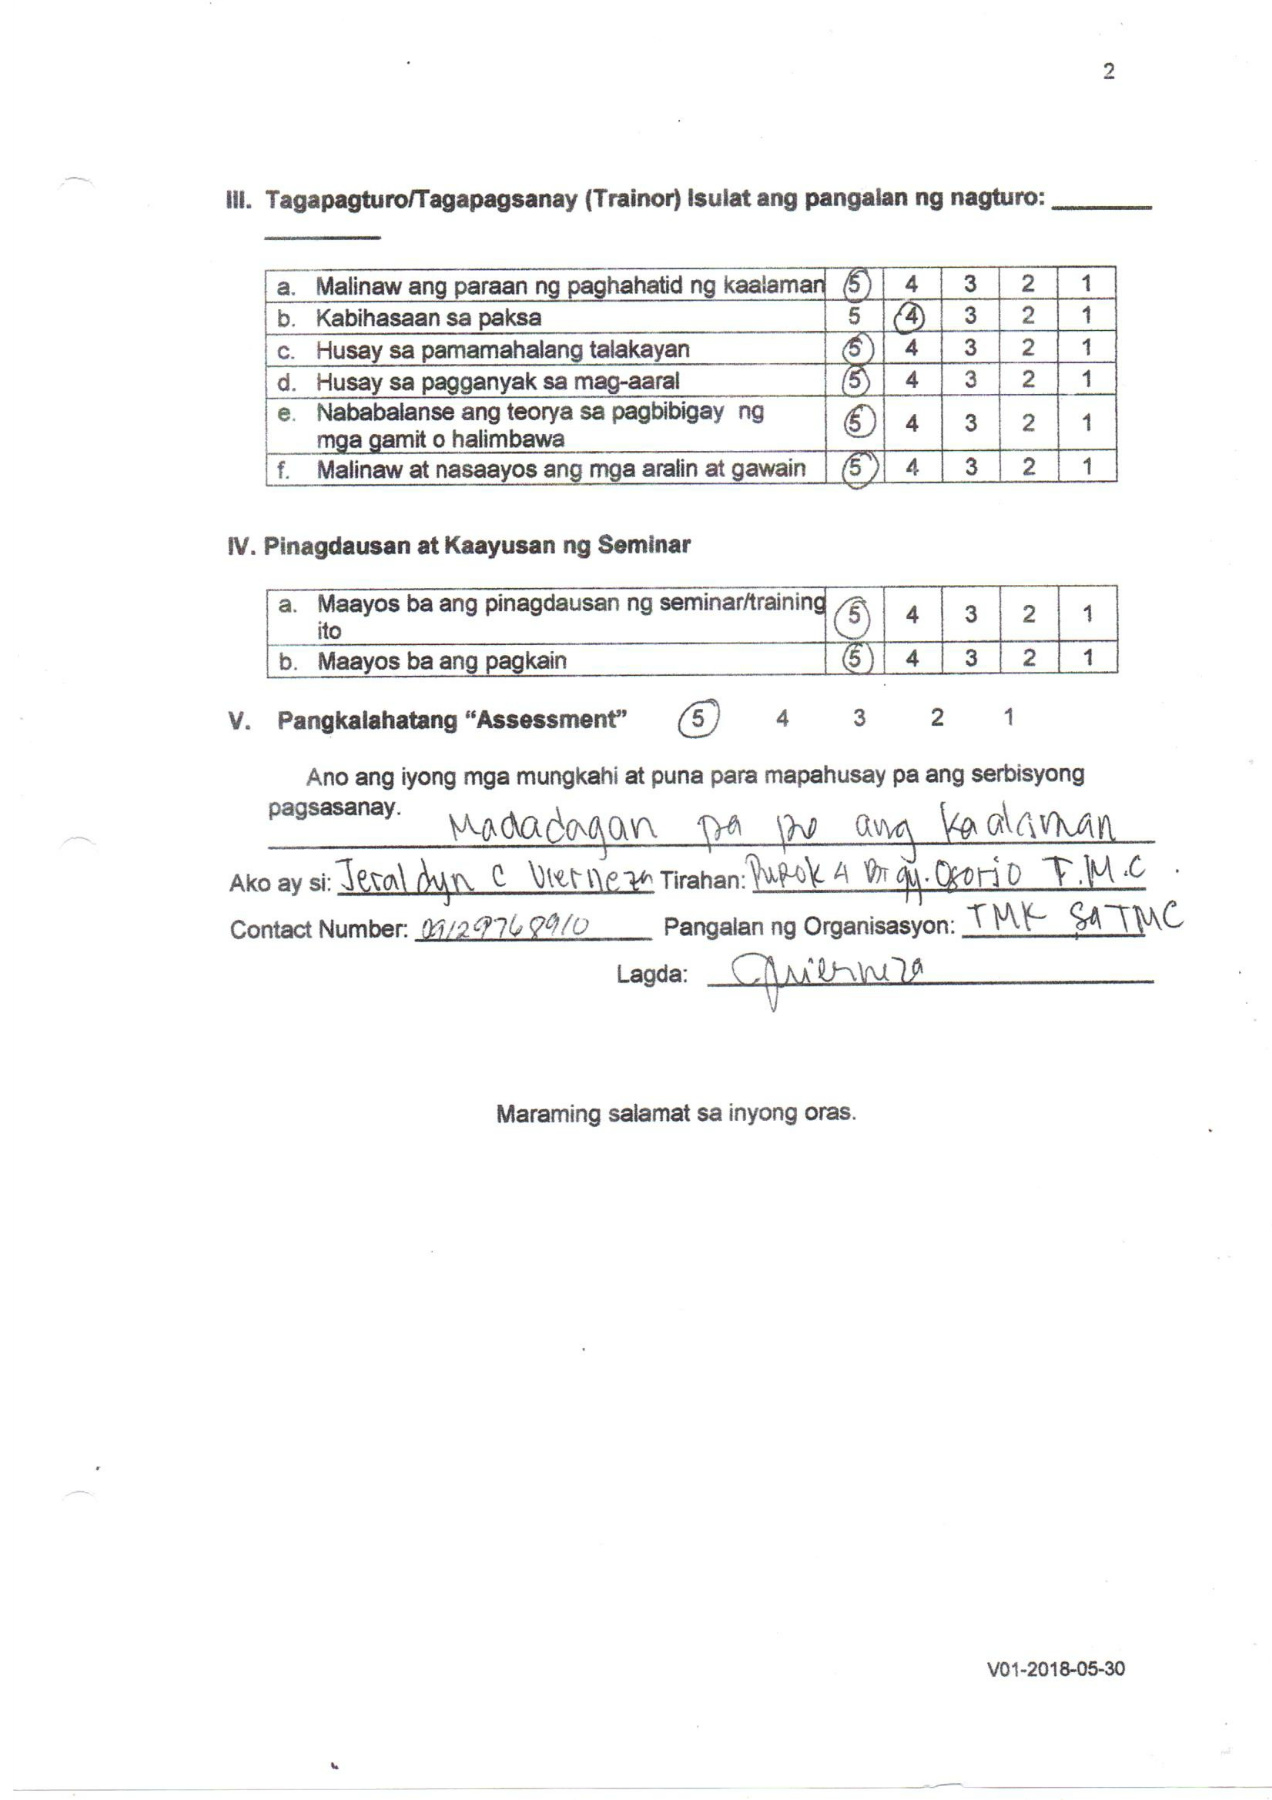 2
III. Tagapagturo/Tagapagsanay (Trainor) Isulat ang pangalan ng nagturo:
a. Malinaw ang paraan ng paghahatid ng kaalaman 5 4 3 2 1
b. Kabihasaan sa paksa 5 4 3 2 1
c. Husay sa pamamahalang talakayan 5 4 3 2 1
d. Husay sa pagganyak sa mag-aaral 5 4 3 2 1
e. Nababalanse ang teorya sa pagbibigay ng
mga gamit o halimbawa 5 4 3 2 1
f. Malinaw at nasaayos ang mga aralin at gawain 5 4 3 2 1
IV. Pinagdausan at Kaayusan ng Seminar
a. Maayos ba ang pinagdausan ng seminar/training
ito 5 4 3 2 1
b. Maayos ba ang pagkain 5 4 3 2 1
V. Pangkalahatang “Assessment” 5 4 3 2 1
Ano ang iyong mga mungkahi at puna para mapahusay pa ang serbisyong
pagsasanay. Madadagan pa po ang kaalaman
Ako ay si: Jeraldyn C Vierneza Tirahan: Purok 4 Brgy. Osorio T.M.C
Contact Number: 09129768910 Pangalan ng Organisasyon: TMK sa TMC
Lagda: Vierneza
Maraming salamat sa inyong oras.
V01-2018-05-30